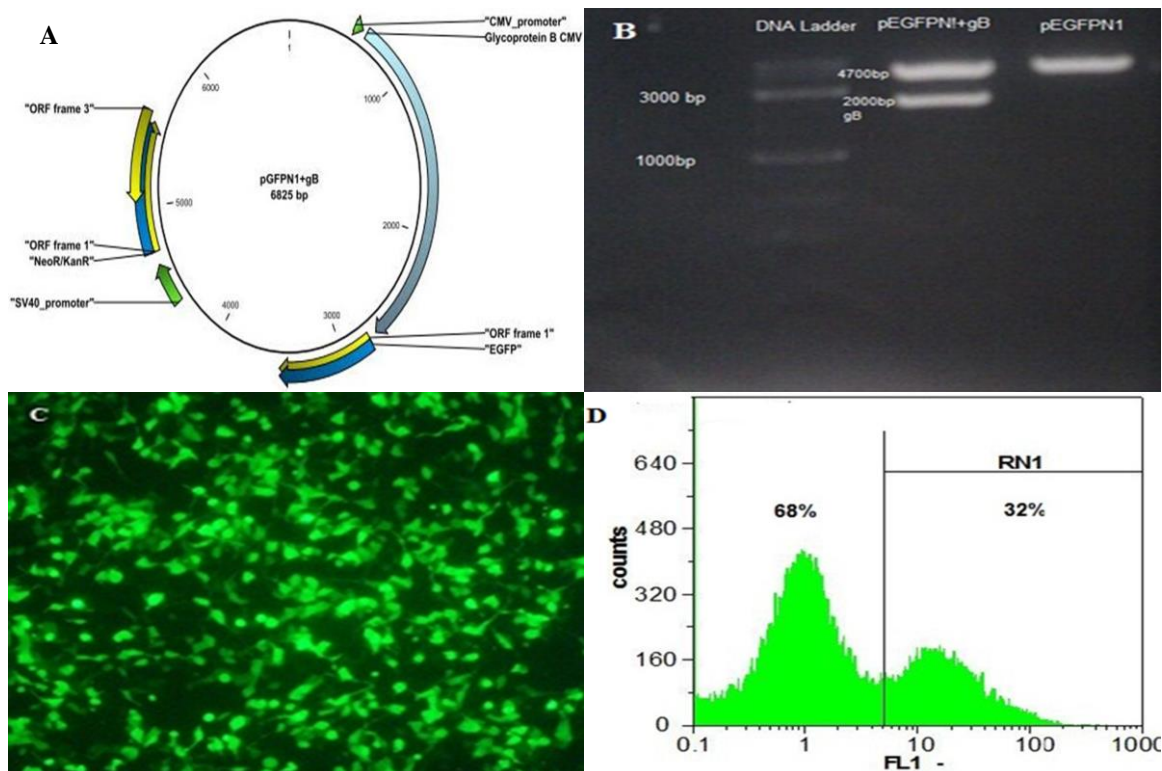 A
"CMV_promoter"
Glycoprotein B CMV
1
1000
2000
3000
4000
5000
6000
pGFPN1+gB
6825 bp
"ORF frame 3"
"ORF frame 1"
"NeoR/KanR"
"SV40_promoter"
"ORF frame 1"
"EGFP"
B
DNA Ladder
pEGFPN!+gB
pEGFPN1
4700bp
3000 bp
2000bp
gB
1000bp
C
D
RN1
68%
32%
counts
640
480
320
160
0
0.1
1
10
100
1000
FL1 -